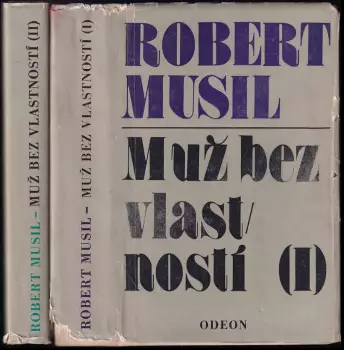 ROBERT MUSIL – MUŽ BEZ VLASTNOSTÍ (II)
ROBERT MUSIL – MUŽ BEZ VLASTNOSTÍ (I)
ROBERT
MUSIL
Muž bez
vlast/
ností (I)
ODEON